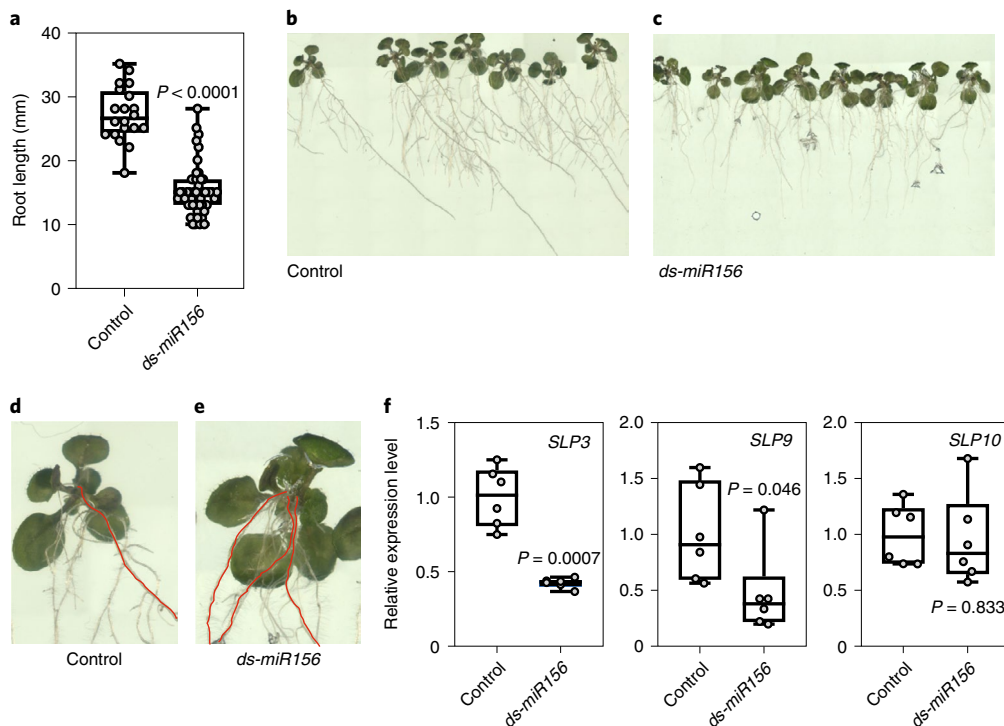 a
40
30
20
10
0
Root length (mm)
P < 0.0001
Control
ds-miR156
b
Control
c
ds-miR156
d
Control
e
ds-miR156
f
Relative expression level
1.5
1.0
0.5
0
SLP3
P = 0.0007
Control
ds-miR156
2.0
1.5
1.0
0.5
0
SLP9
P = 0.046
Control
ds-miR156
2.0
1.5
1.0
0.5
0
SLP10
P = 0.833
Control
ds-miR156